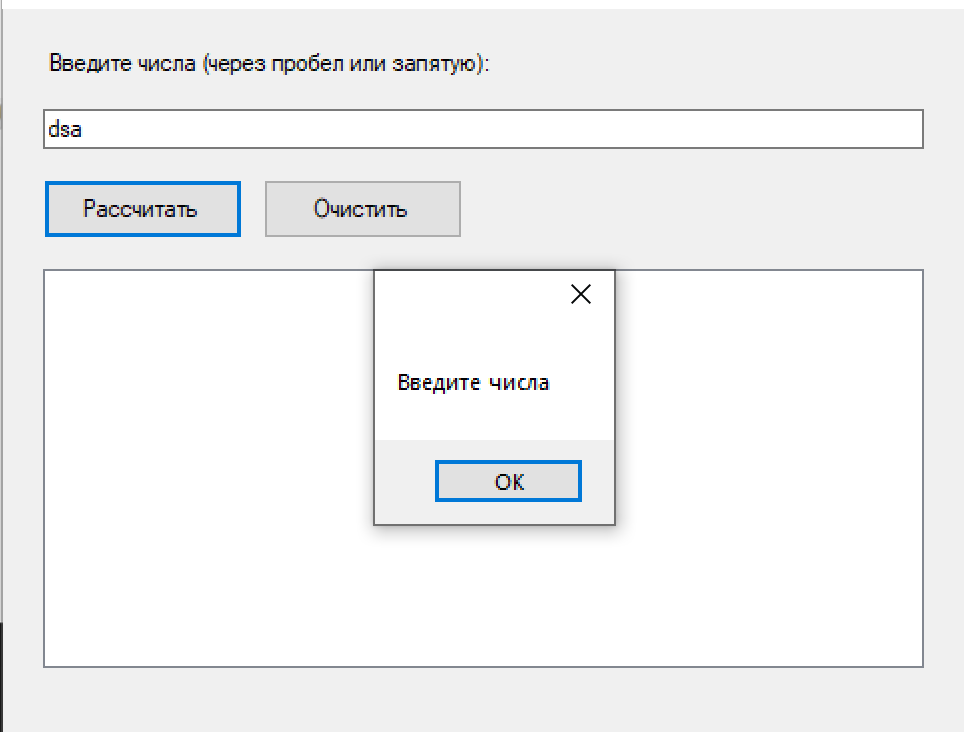 Введите числа (через пробел или запятую):
dsa
Рассчитать
Очистить
Введите числа
OK